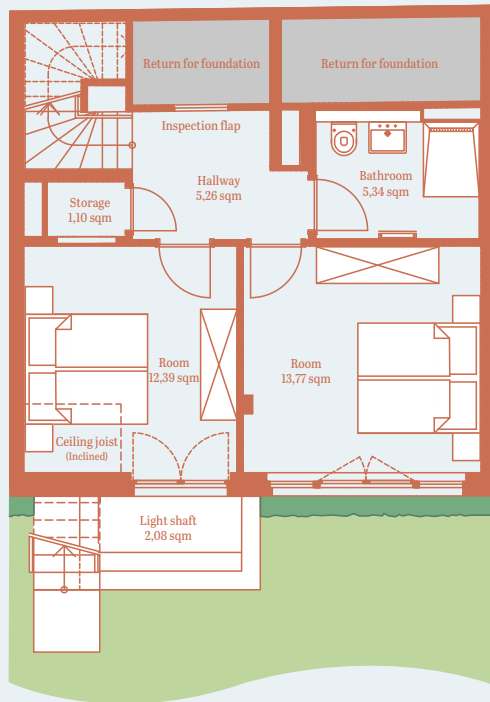 Return for foundation
Return for foundation
Inspection flap
Hallway
5,26 sqm
Bathroom
5,34 sqm
Storage
1,10 sqm
Room
12,39 sqm
Room
13,77 sqm
Ceiling joist
(Inclined)
Light shaft
2,08 sqm